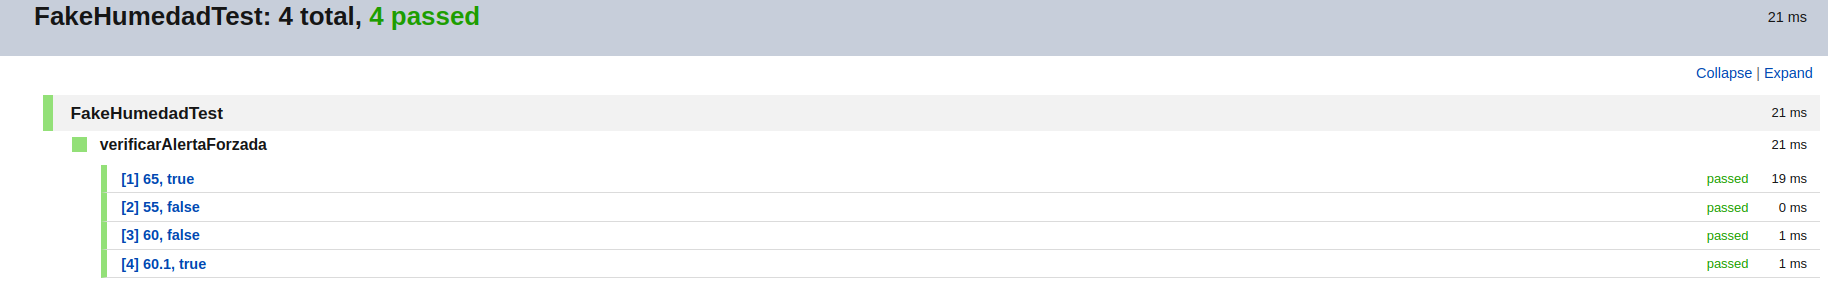 FakeHumedadTest: 4 total, 4 passed 21 ms
Collapse | Expand
FakeHumedadTest 21 ms
verificarAlertaForzada 21 ms
[1] 65, true passed 19 ms
[2] 55, false passed 0 ms
[3] 60, false passed 1 ms
[4] 60.1, true passed 1 ms